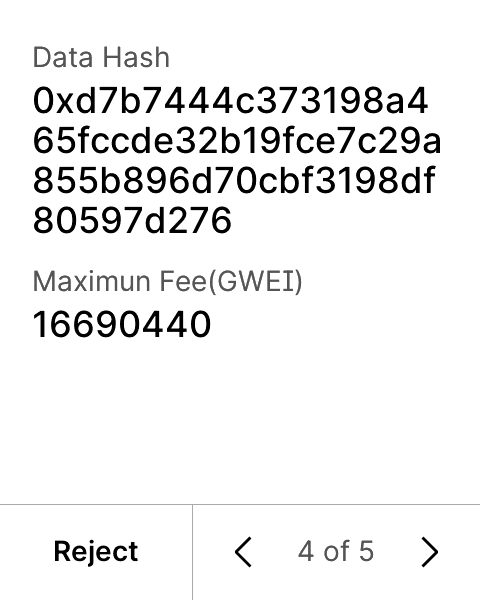 Data Hash
0xd7b7444c373198a4
65fccde32b19fce7c29a
855b896d70cbf3198df
80597d276
Maximun Fee(GWEI)
16690440
Reject
4 of 5